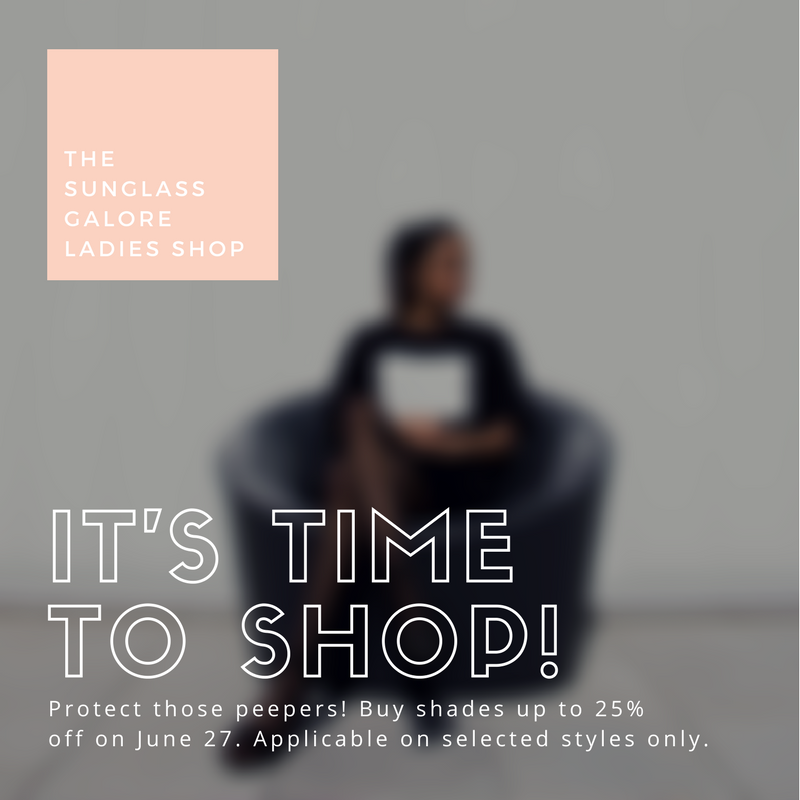 THE
SUNGLASS
GALORE
LADIES SHOP
IT'S TIME
TO SHOP!
Protect those peepers! Buy shades up to 25%
off on June 27. Applicable on selected styles only.